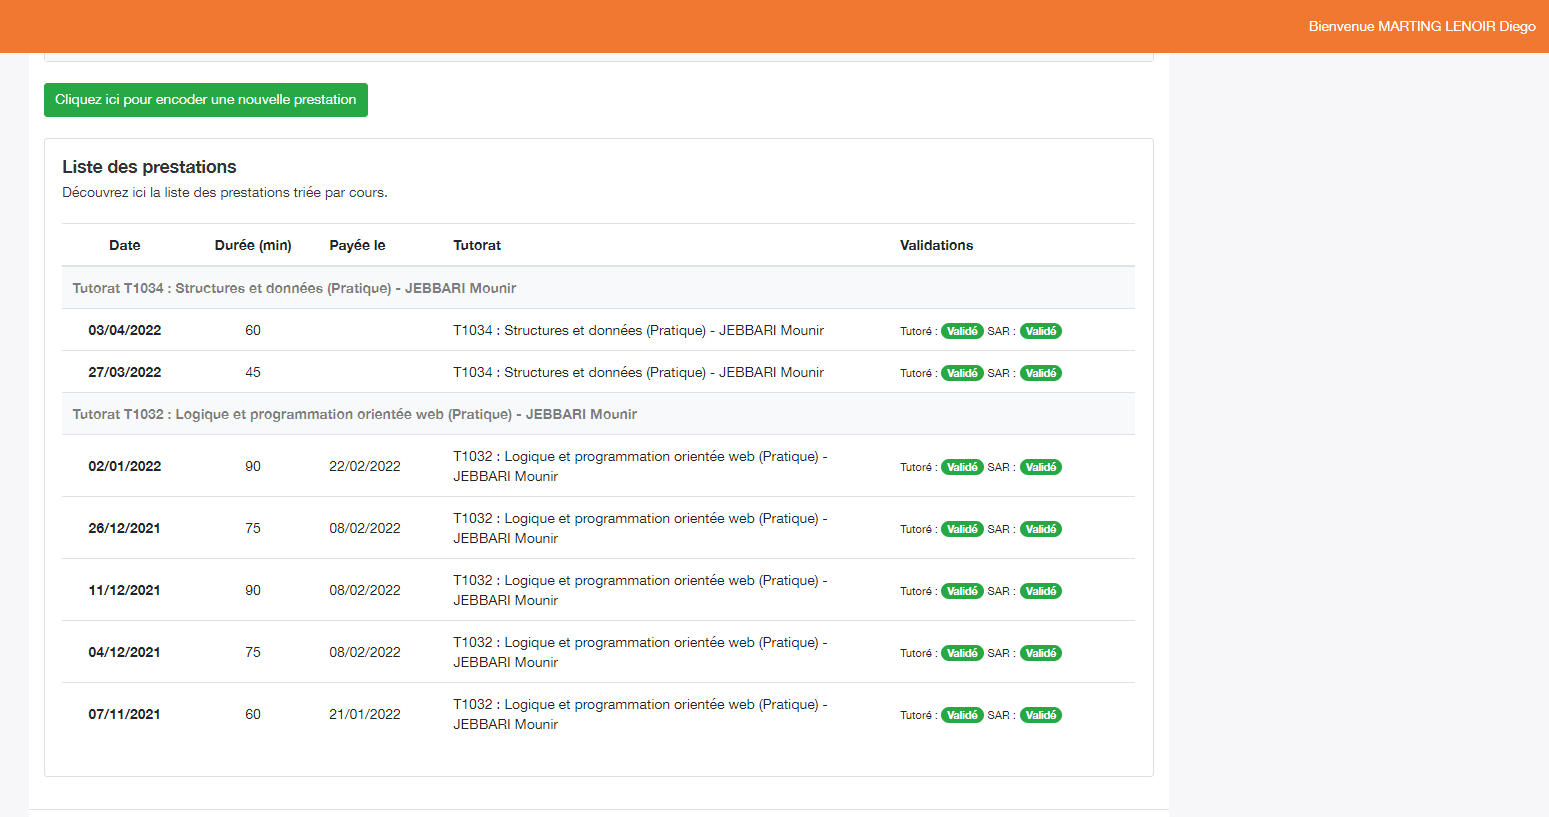 Bienvenue MARTING LENOIR Diego
Cliquez ici pour encoder une nouvelle prestation
Liste des prestations
Découvrez ici la liste des prestations triée par cours.
Date Durée (min) Payée le Tutorat Validations
Tutorat T1034 : Structures et données (Pratique) - JEBBARI Mounir
03/04/2022 60 T1034 : Structures et données (Pratique) - JEBBARI Mounir Tutoré : Validé SAR : Validé
27/03/2022 45 T1034 : Structures et données (Pratique) - JEBBARI Mounir Tutoré : Validé SAR : Validé
Tutorat T1032 : Logique et programmation orientée web (Pratique) - JEBBARI Mounir
02/01/2022 90 22/02/2022 T1032 : Logique et programmation orientée web (Pratique) -
JEBBARI Mounir Tutoré : Validé SAR : Validé
26/12/2021 75 08/02/2022 T1032 : Logique et programmation orientée web (Pratique) -
JEBBARI Mounir Tutoré : Validé SAR : Validé
11/12/2021 90 08/02/2022 T1032 : Logique et programmation orientée web (Pratique) -
JEBBARI Mounir Tutoré : Validé SAR : Validé
04/12/2021 75 08/02/2022 T1032 : Logique et programmation orientée web (Pratique) -
JEBBARI Mounir Tutoré : Validé SAR : Validé
07/11/2021 60 21/01/2022 T1032 : Logique et programmation orientée web (Pratique) -
JEBBARI Mounir Tutoré : Validé SAR : Validé